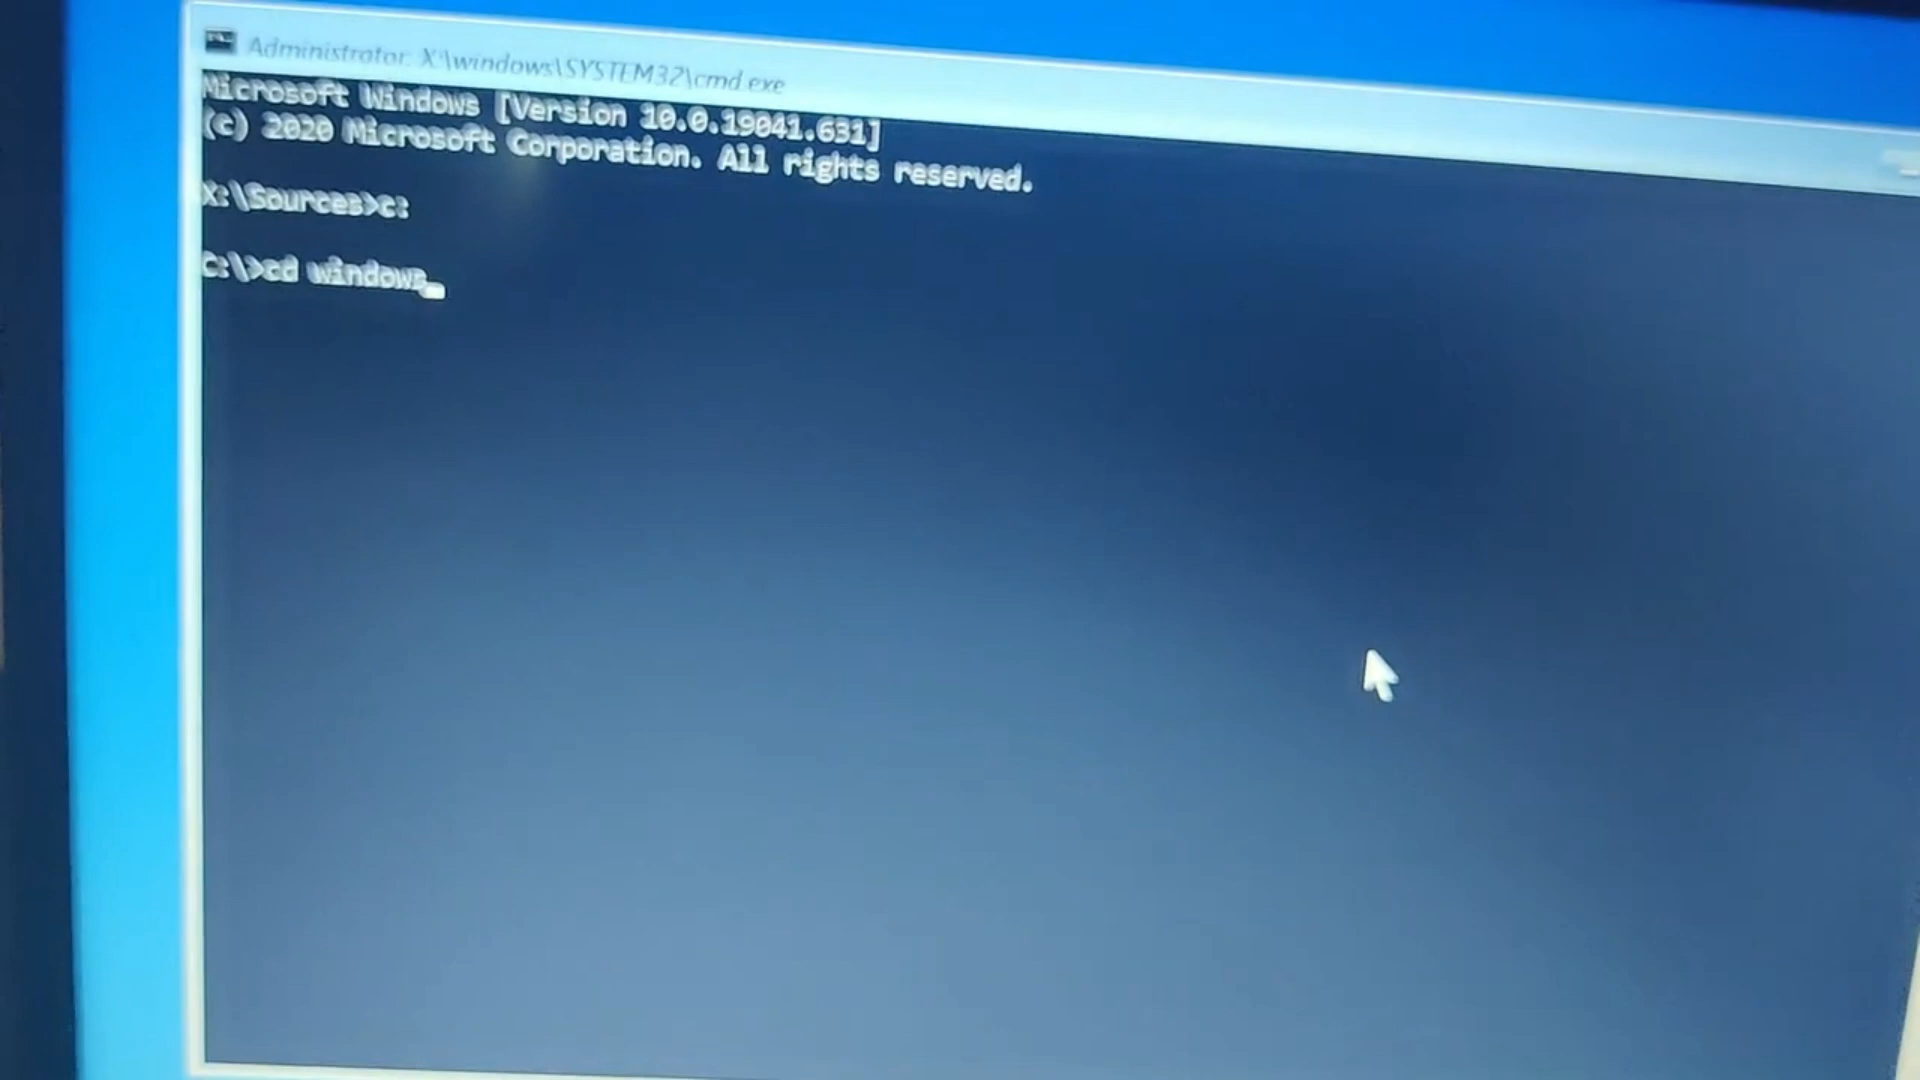 Administrator: X:\windows\SYSTEM32\cmd.exe
Microsoft Windows [Version 10.0.19041.631]
(c) 2020 Microsoft Corporation. All rights reserved.
X:\Sources>c:
C:\>cd windows